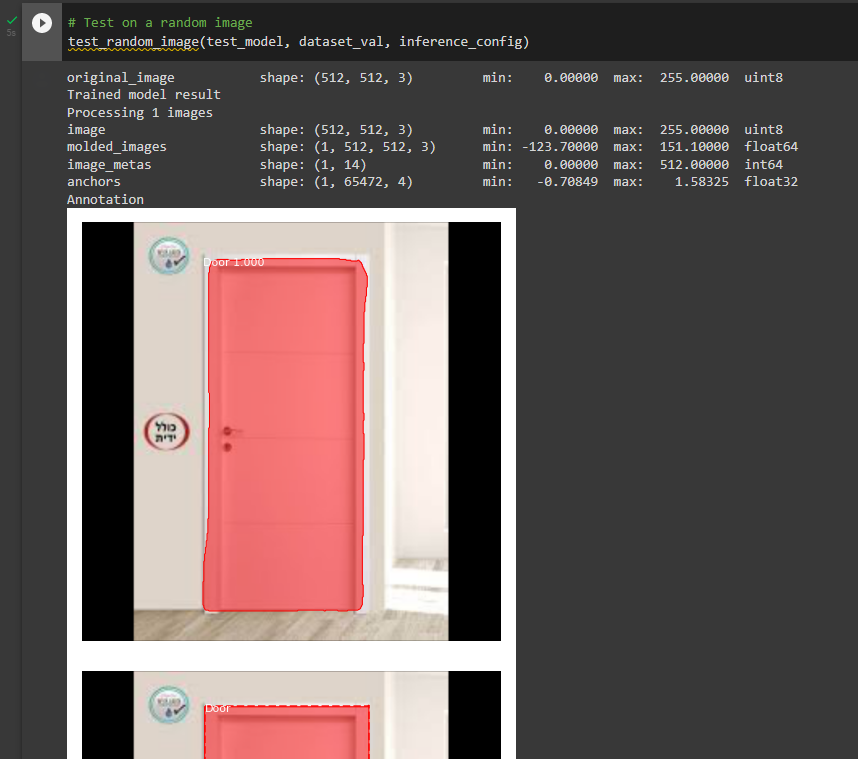 5s
# Test on a random image
test_random_image(test_model, dataset_val, inference_config)
original_image shape: (512, 512, 3) min: 0.00000 max: 255.00000 uint8
Trained model result
Processing 1 images
image shape: (512, 512, 3) min: 0.00000 max: 255.00000 uint8
molded_images shape: (1, 512, 512, 3) min: -123.70000 max: 151.10000 float64
image_metas shape: (1, 14) min: 0.00000 max: 512.00000 int64
anchors shape: (1, 65472, 4) min: -0.70849 max: 1.58325 float32
Annotation
Door 1.000
כולל
ידית
Door